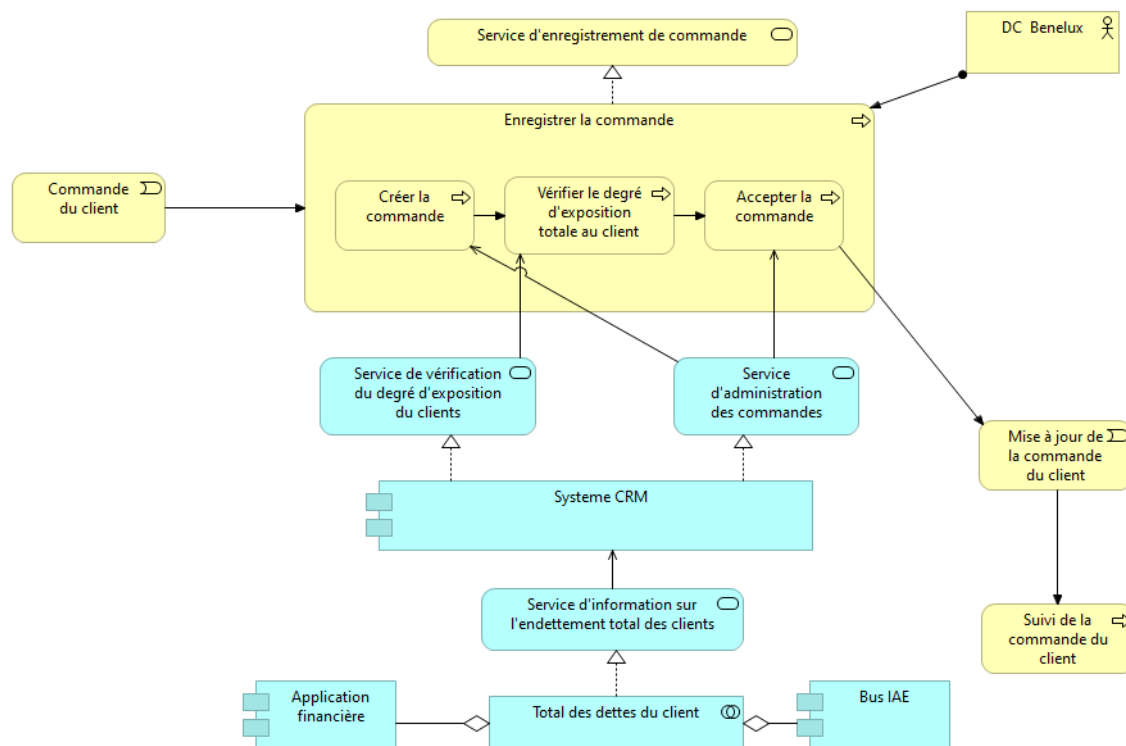 Service d'enregistrement de commande
DC Benelux
Enregistrer la commande
Commande
du client
Créer la
commande
Vérifier le degré
d'exposition
totale au client
Accepter la
commande
Service de vérification
du degré d'exposition
du clients
Service
d'administration
des commandes
Mise à jour de
la commande
du client
Systeme CRM
Service d'information sur
l'endettement total des clients
Suivi de la
commande du
client
Application
financière
Total des dettes du client
Bus IAE